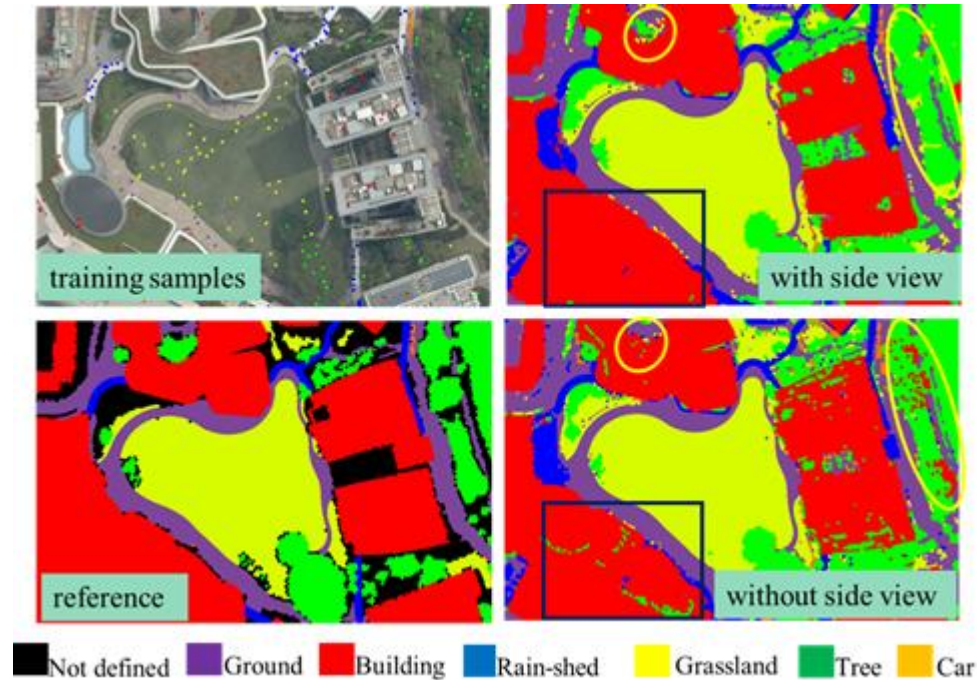 training samples
with side view
reference
without side view
Not defined Ground Building Rain-shed Grassland Tree Car